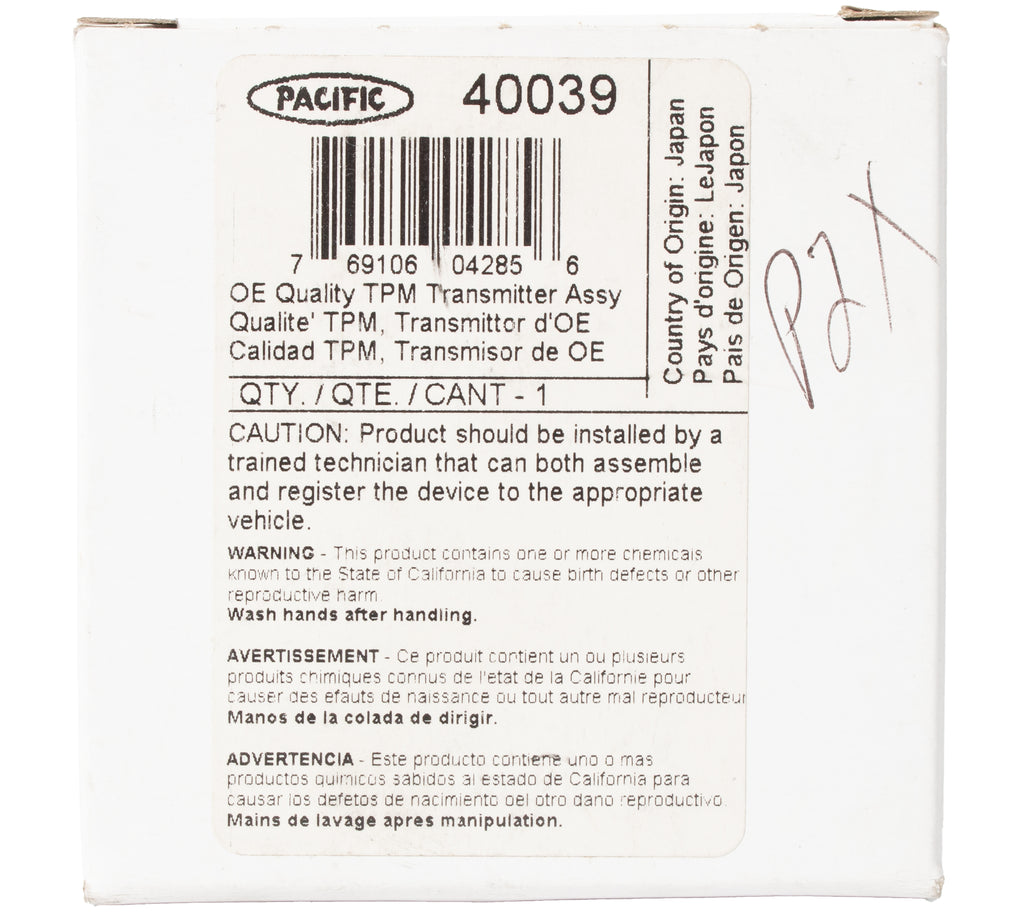 PACIFIC 40039
7 69106 04285 6
OE Quality TPM Transmitter Assy
Qualite' TPM, Transmittor d'OE
Calidad TPM, Transmisor de OE
Country of Origin: Japan
Pays d'origine: LeJapon
Pais de Origen: Japon
QTY. / QTE. / CANT - 1
CAUTION: Product should be installed by a
trained technician that can both assemble
and register the device to the appropriate
vehicle.
WARNING - This product contains one or more chemicals
known to the State of California to cause birth defects or other
reproductive harm.
Wash hands after handling.
AVERTISSEMENT - Ce produit contient un ou plusieurs
produits chimiques connus de l'etat de la Californie pour
causer des efauts de naissance ou tout autre mal reproducteur
Manos de la colada de dirigir.
ADVERTENCIA - Este producto contiene uno o mas
productos quimicos sabidos al estado de California para
causar los defetos de nacimiento oel otro dano reproductivo.
Mains de lavage apres manipulation.